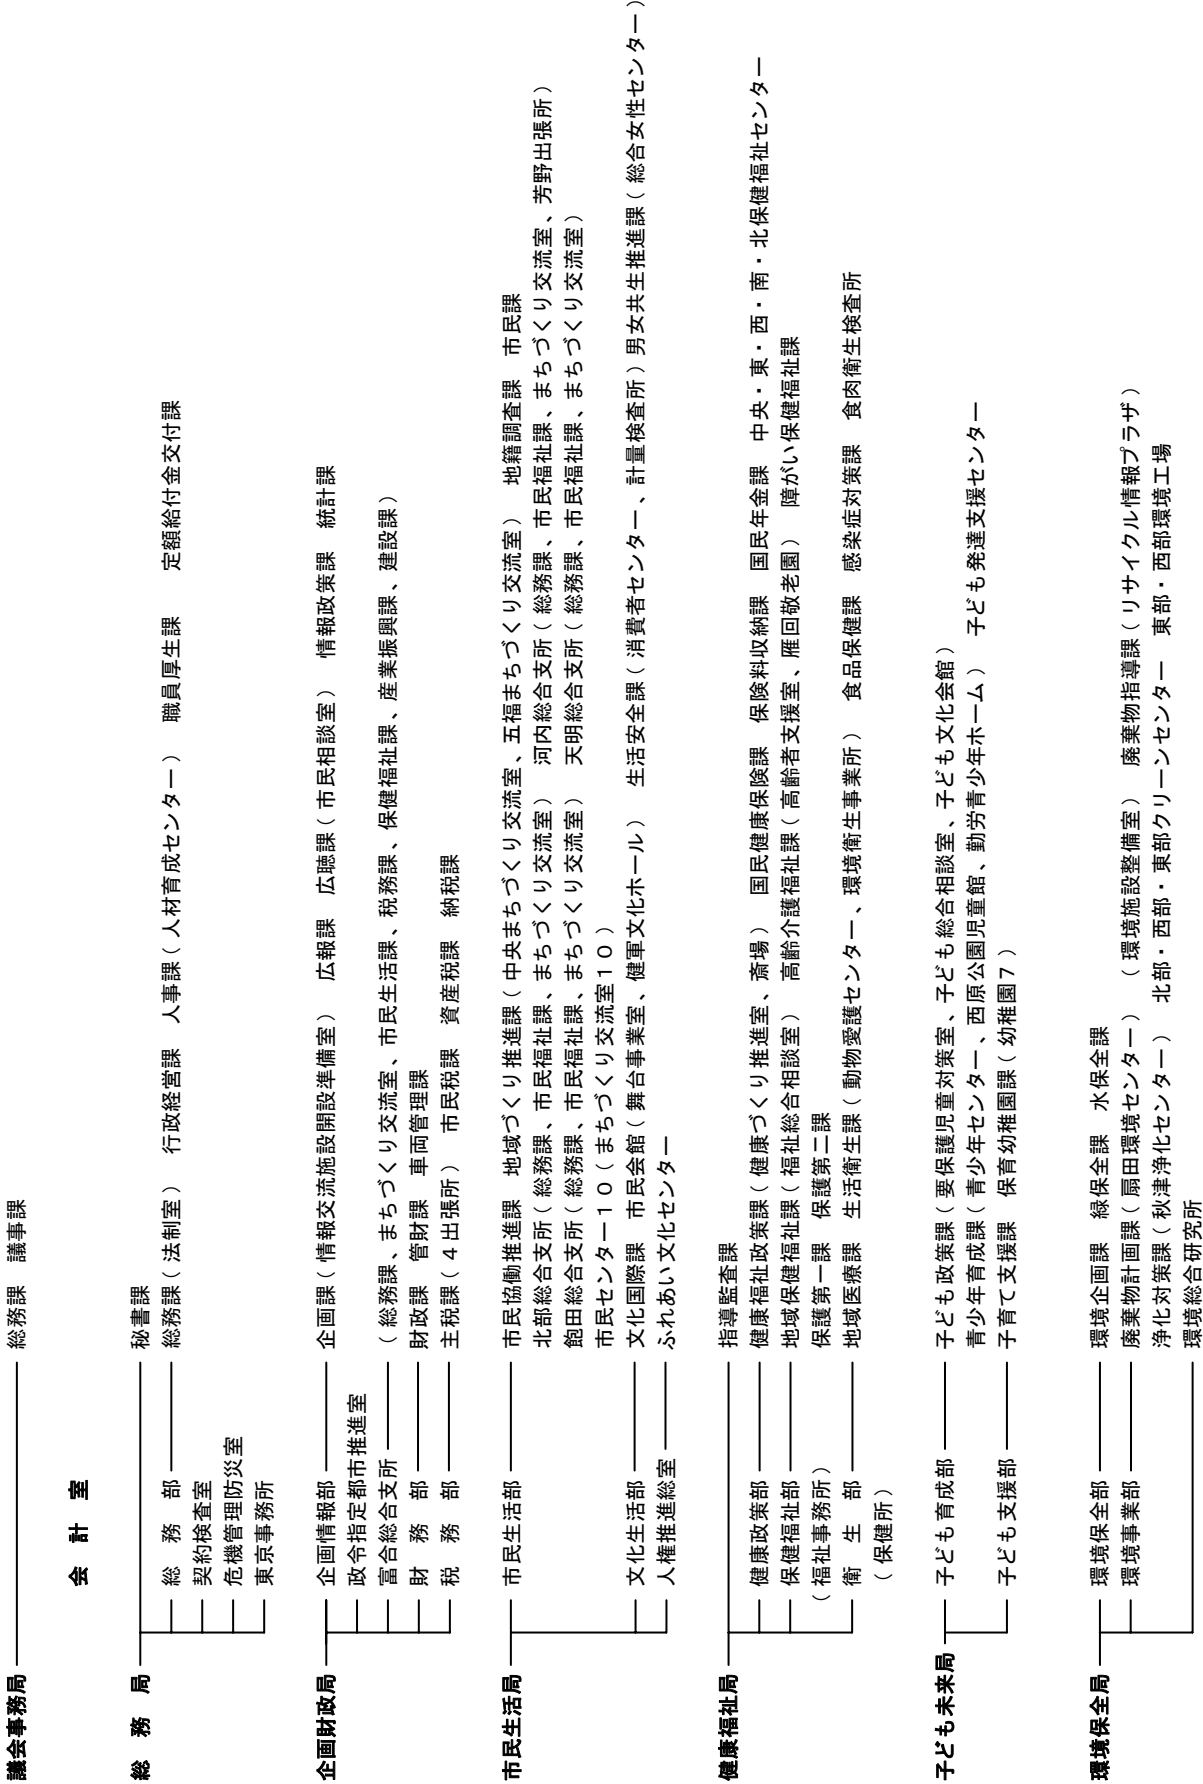 議会事務局 総務課 議事課
会計室
総務局 秘書課
総務部 総務課（法制室） 行政経営課 人事課（人材育成センター） 職員厚生課 定額給付金交付課
契約検査室
危機管理防災室
東京事務所
企画財政局 企画情報部 企画課（情報交流施設開設準備室） 広報課 広聴課（市民相談室） 情報政策課 統計課
政令指定都市推進室
富合総合支所 （総務課、まちづくり交流室、市民生活課、税務課、保健福祉課、産業振興課、建設課）
財務部 財政課 管財課 車両管理課
税務部 主税課（４出張所） 市民税課 資産税課 納税課
市民生活局 市民生活部 市民協働推進課 地域づくり推進課（中央まちづくり交流室、五福まちづくり交流室） 地籍調査課 市民課
北部総合支所（総務課、市民福祉課、まちづくり交流室） 河内総合支所（総務課、市民福祉課、まちづくり交流室、芳野出張所）
飽田総合支所（総務課、市民福祉課、まちづくり交流室） 天明総合支所（総務課、市民福祉課、まちづくり交流室）
市民センター１０（まちづくり交流室１０）
文化生活部 文化国際課 市民会館（舞台事業室、健軍文化ホール） 生活安全課（消費者センター、計量検査所）男女共生推進課（総合女性センター）
人権推進総室 ふれあい文化センター
健康福祉局 指導監査課
健康政策部 健康福祉政策課（健康づくり推進室、斎場） 国民健康保険課 保険料収納課 国民年金課 中央・東・西・南・北保健福祉センター
保健福祉部 地域保健福祉課（福祉総合相談室） 高齢介護福祉課（高齢者支援室、雁回敬老園） 障がい保健福祉課
（福祉事務所） 保護第一課 保護第二課
衛生部 地域医療課 生活衛生課（動物愛護センター、環境衛生事業所） 食品保健課 感染症対策課 食肉衛生検査所
（保健所）
子ども未来局 子ども育成部 子ども政策課（要保護児童対策室、子ども総合相談室、子ども文化会館）
青少年育成課（青少年センター、西原公園児童館、勤労青少年ホーム） 子ども発達支援センター
子ども支援部 子育て支援課 保育幼稚園課（幼稚園７）
環境保全局 環境保全部 環境企画課 緑保全課 水保全課
環境事業部 廃棄物計画課（扇田環境センター）（環境施設整備室） 廃棄物指導課（リサイクル情報プラザ）
浄化対策課（秋津浄化センター） 北部・西部・東部クリーンセンター 東部・西部環境工場
環境総合研究所